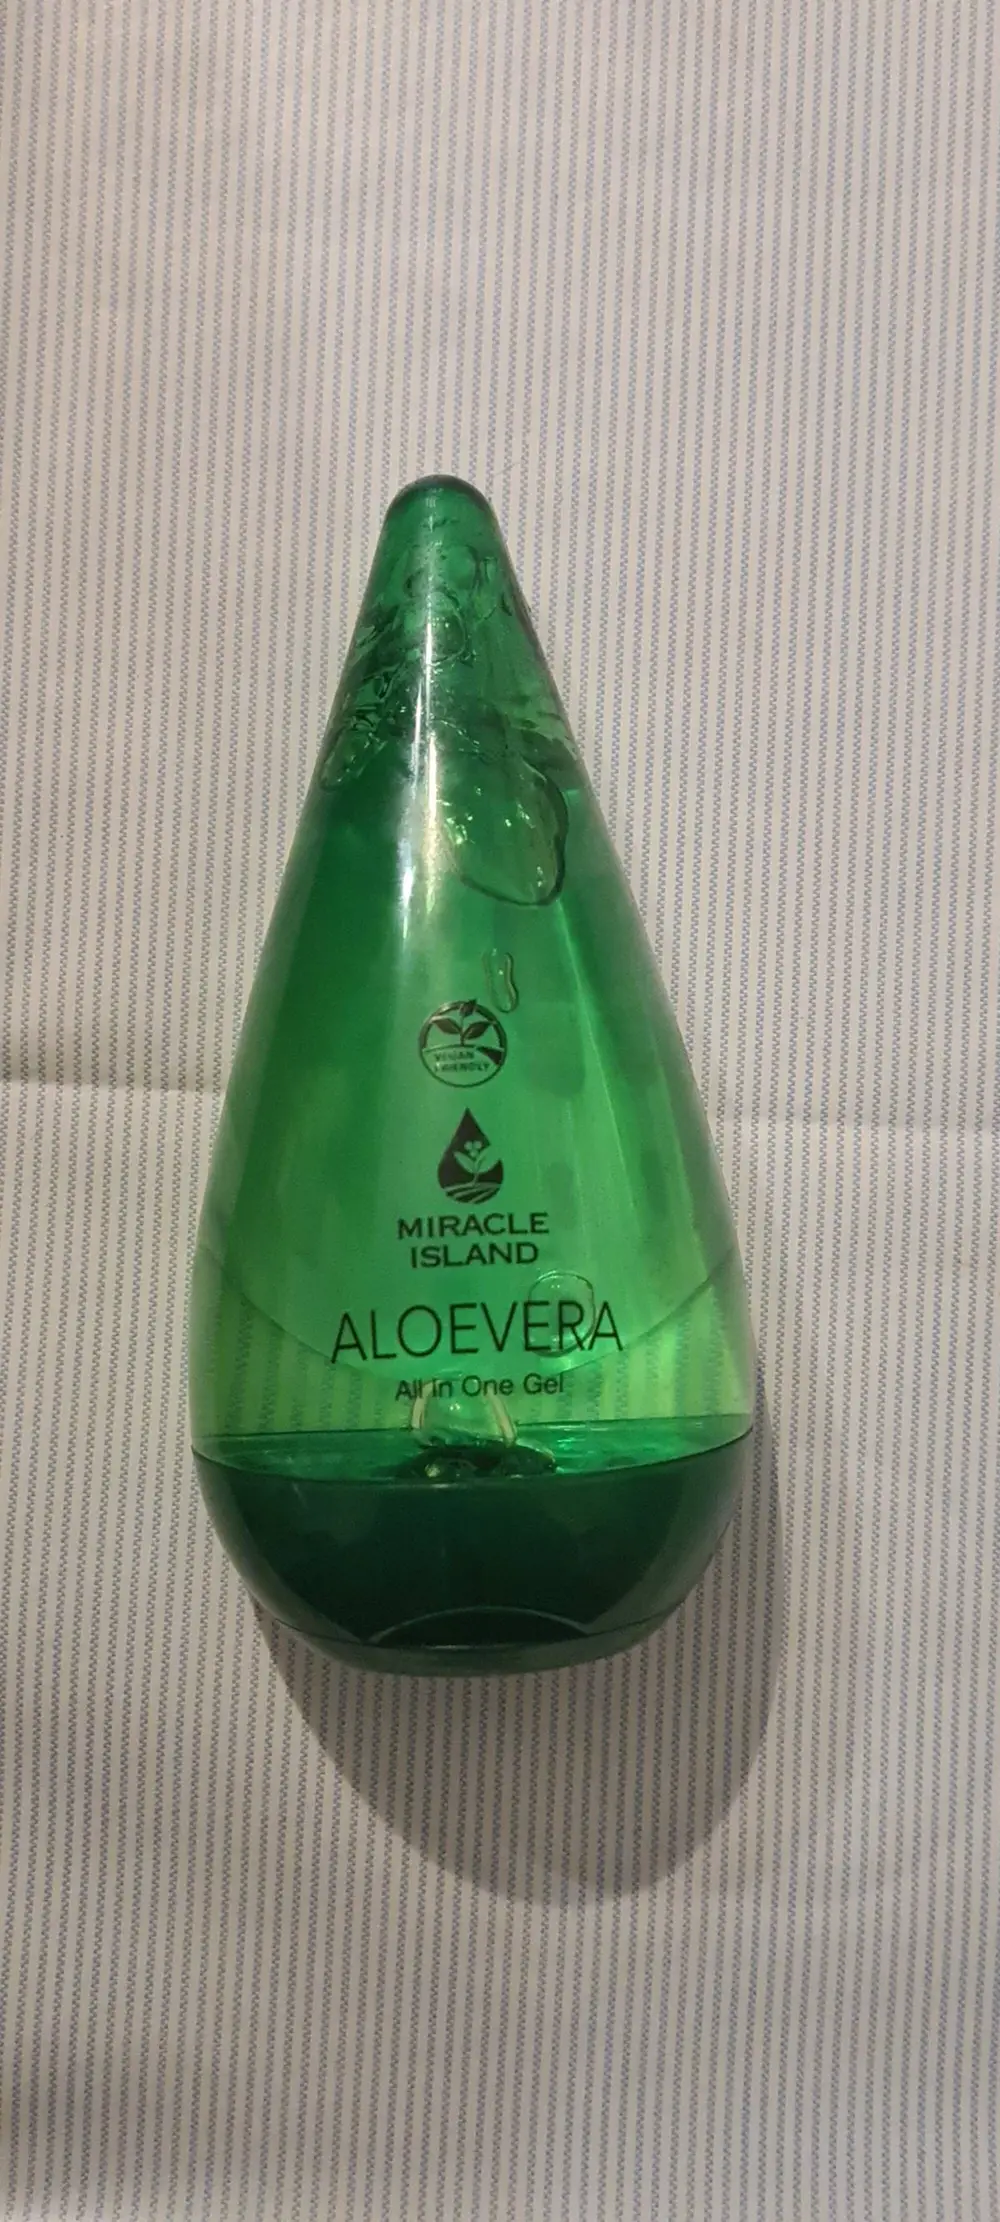 VEGAN
FRIENDLY
MIRACLE
ISLAND
ALOEVERA
All in One Gel